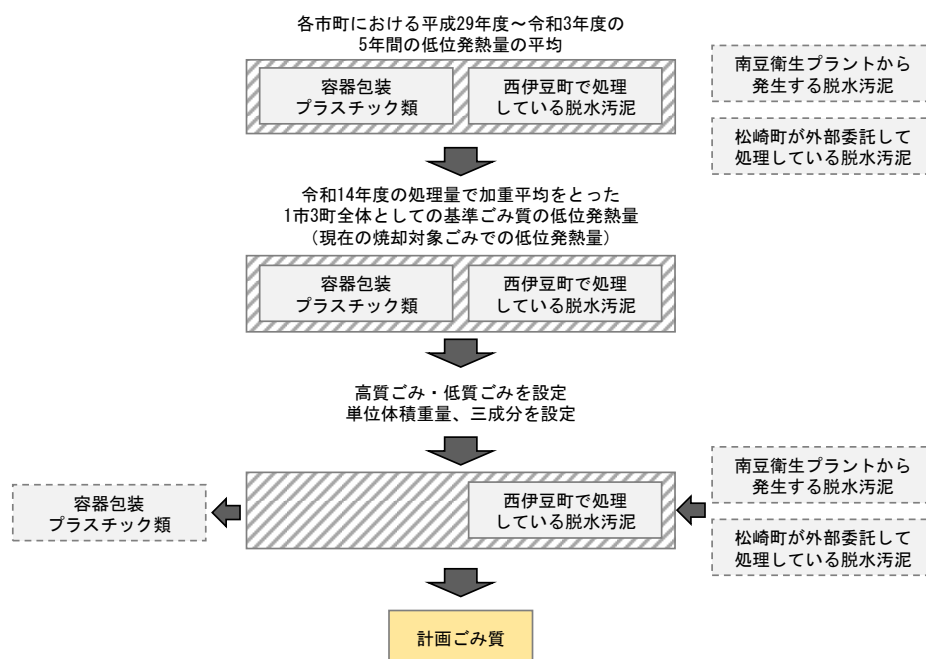 各市町における平成29年度~令和3年度の
5年間の低位発熱量の平均
容器包装
プラスチック類
西伊豆町で処理
している脱水汚泥
南豆衛生プラントから
発生する脱水汚泥
松崎町が外部委託して
処理している脱水汚泥
令和14年度の処理量で加重平均をとった
1市3町全体としての基準ごみ質の低位発熱量
(現在の焼却対象ごみでの低位発熱量)
容器包装
プラスチック類
西伊豆町で処理
している脱水汚泥
高質ごみ・低質ごみを設定
単位体積重量、三成分を設定
容器包装
プラスチック類
西伊豆町で処理
している脱水汚泥
南豆衛生プラントから
発生する脱水汚泥
松崎町が外部委託して
処理している脱水汚泥
計画ごみ質